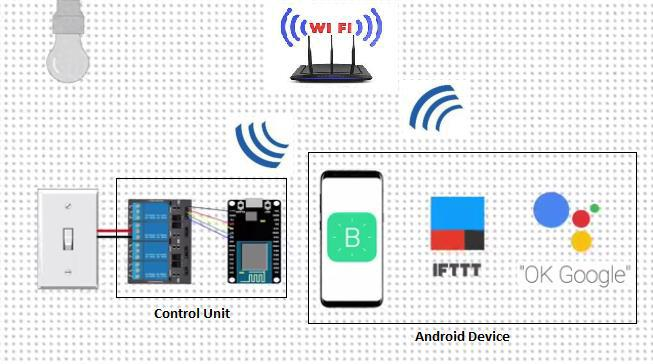 WI FI
B
IFTTT
"OK Google"
Control Unit
Android Device